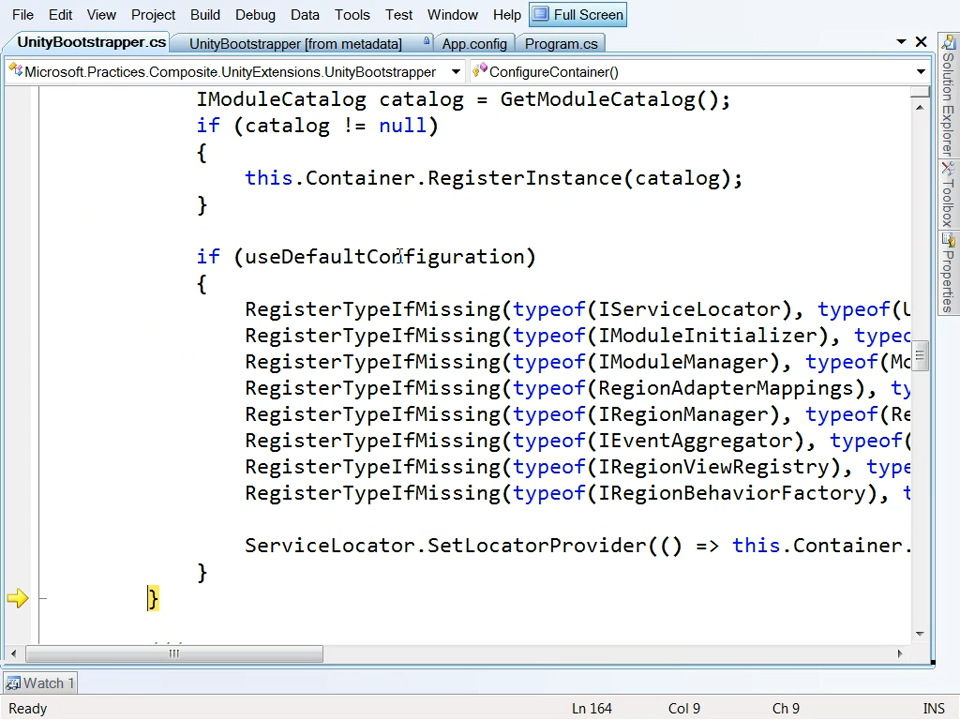 File Edit View Project Build Debug Data Tools Test Window Help Full Screen
UnityBootstrapper.cs UnityBootstrapper [from metadata] App.config Program.cs
Microsoft.Practices.Composite.UnityExtensions.UnityBootstrapper ConfigureContainer()
IModuleCatalog catalog = GetModuleCatalog();
if (catalog != null)
{
this.Container.RegisterInstance(catalog);
}
if (useDefaultConfiguration)
{
RegisterTypeIfMissing(typeof(IServiceLocator), typeof(U
RegisterTypeIfMissing(typeof(IModuleInitializer), typeo
RegisterTypeIfMissing(typeof(IModuleManager), typeof(Mo
RegisterTypeIfMissing(typeof(RegionAdapterMappings), ty
RegisterTypeIfMissing(typeof(IRegionManager), typeof(Re
RegisterTypeIfMissing(typeof(IEventAggregator), typeof(
RegisterTypeIfMissing(typeof(IRegionViewRegistry), type
RegisterTypeIfMissing(typeof(IRegionBehaviorFactory), t
ServiceLocator.SetLocatorProvider(() => this.Container.
}
}
Solution Explorer
Toolbox
Properties
Watch 1
Ready Ln 164 Col 9 Ch 9 INS